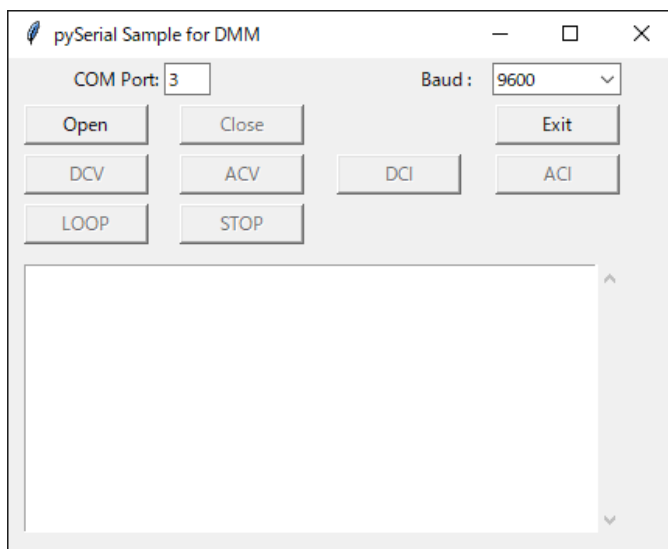 pySerial Sample for DMM
COM Port: 3 Baud : 9600
Open Close Exit
DCV ACV DCI ACI
LOOP STOP